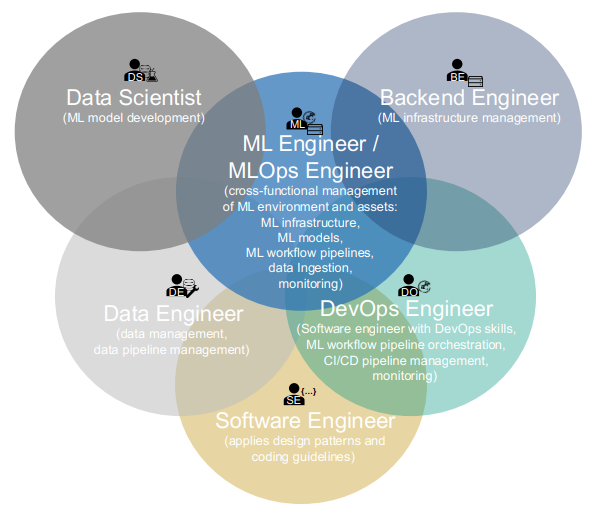 DS
Data Scientist
(ML model development)
BE
Backend Engineer
(ML infrastructure management)
ML
ML Engineer /
MLOps Engineer
(cross-functional management
of ML environment and assets:
ML infrastructure,
ML models,
ML workflow pipelines,
data Ingestion,
monitoring)
DE
Data Engineer
(data management,
data pipeline management)
DO
DevOps Engineer
(Software engineer with DevOps skills,
ML workflow pipeline orchestration,
CI/CD pipeline management,
monitoring)
SE {...}
Software Engineer
(applies design patterns and
coding guidelines)